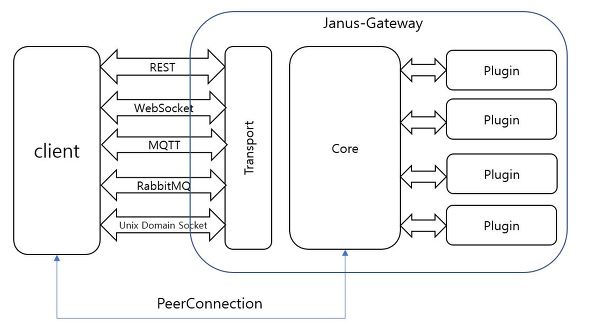 Janus-Gateway
client
REST
WebSocket
MQTT
RabbitMQ
Unix Domain Socket
Transport
Core
Plugin
Plugin
Plugin
Plugin
PeerConnection